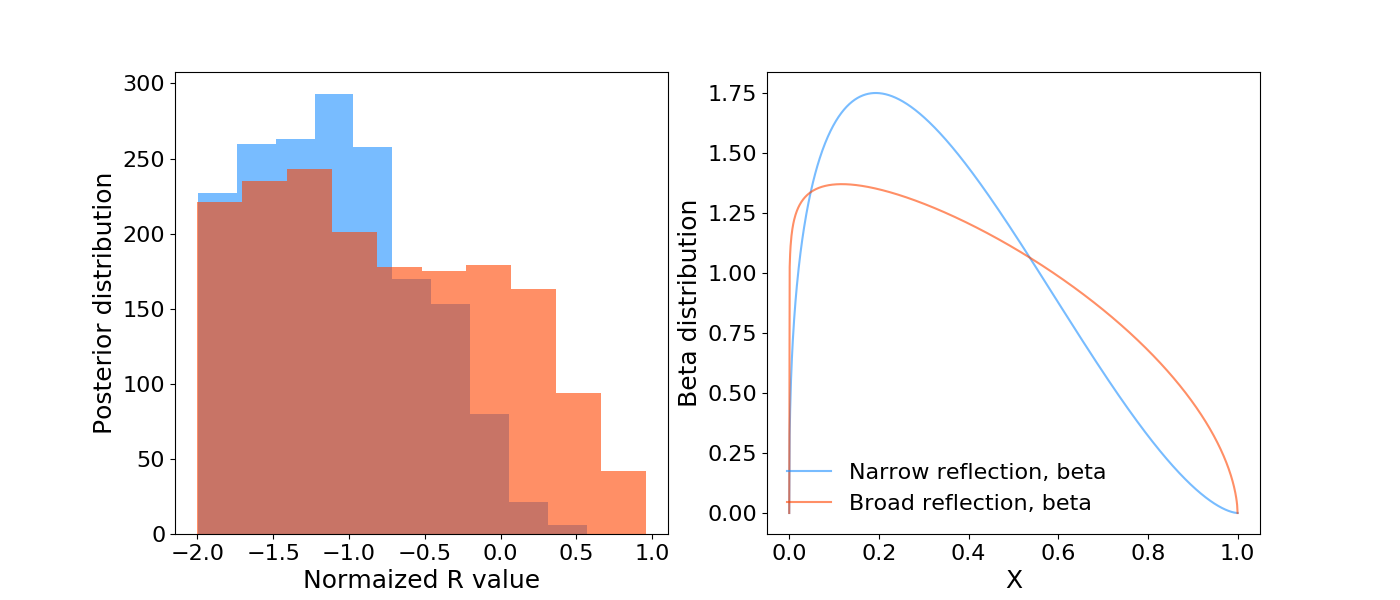 Posterior distribution
300
250
200
150
100
50
0
−2.0 −1.5 −1.0 −0.5 0.0 0.5 1.0
Normaized R value
Beta distribution
1.75
1.50
1.25
1.00
0.75
0.50
0.25
0.00
Narrow reflection, beta
Broad reflection, beta
0.0 0.2 0.4 0.6 0.8 1.0
X